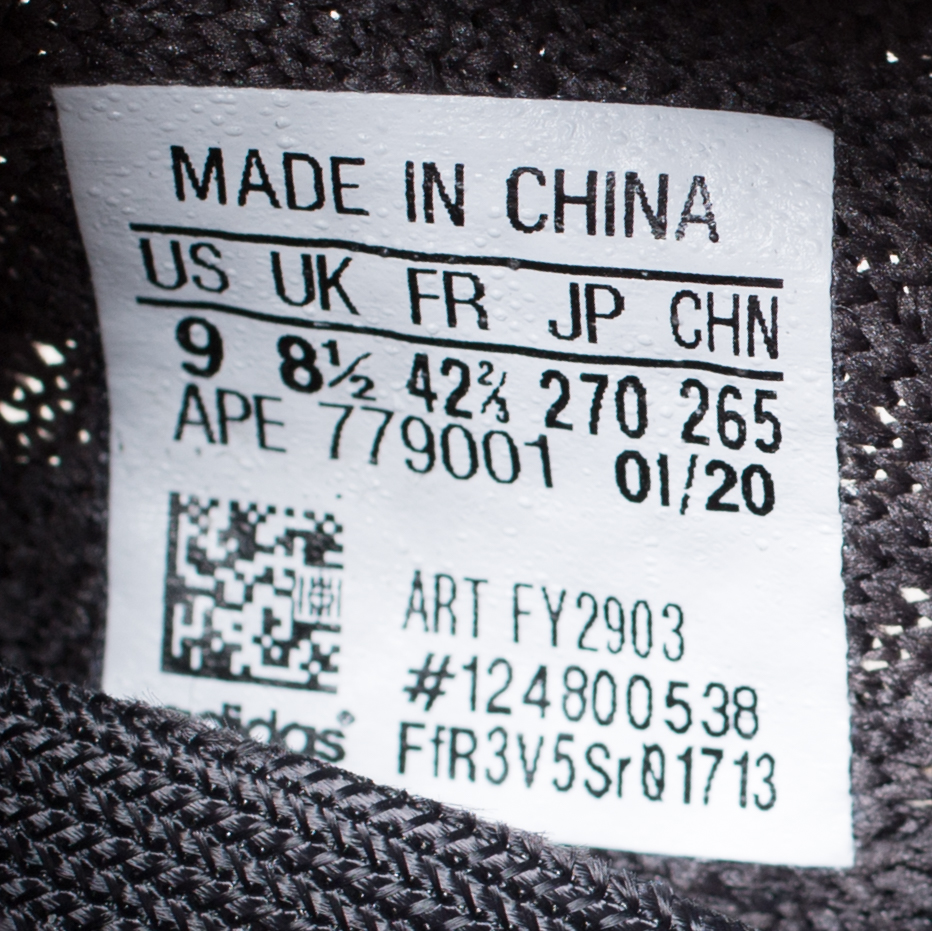 MADE IN CHINA
US UK FR JP CHN
9 8½ 42⅔ 270 265
APE 779001 01/20
ART FY2903
#124800538
adidas®
FfR3V5Sr01713